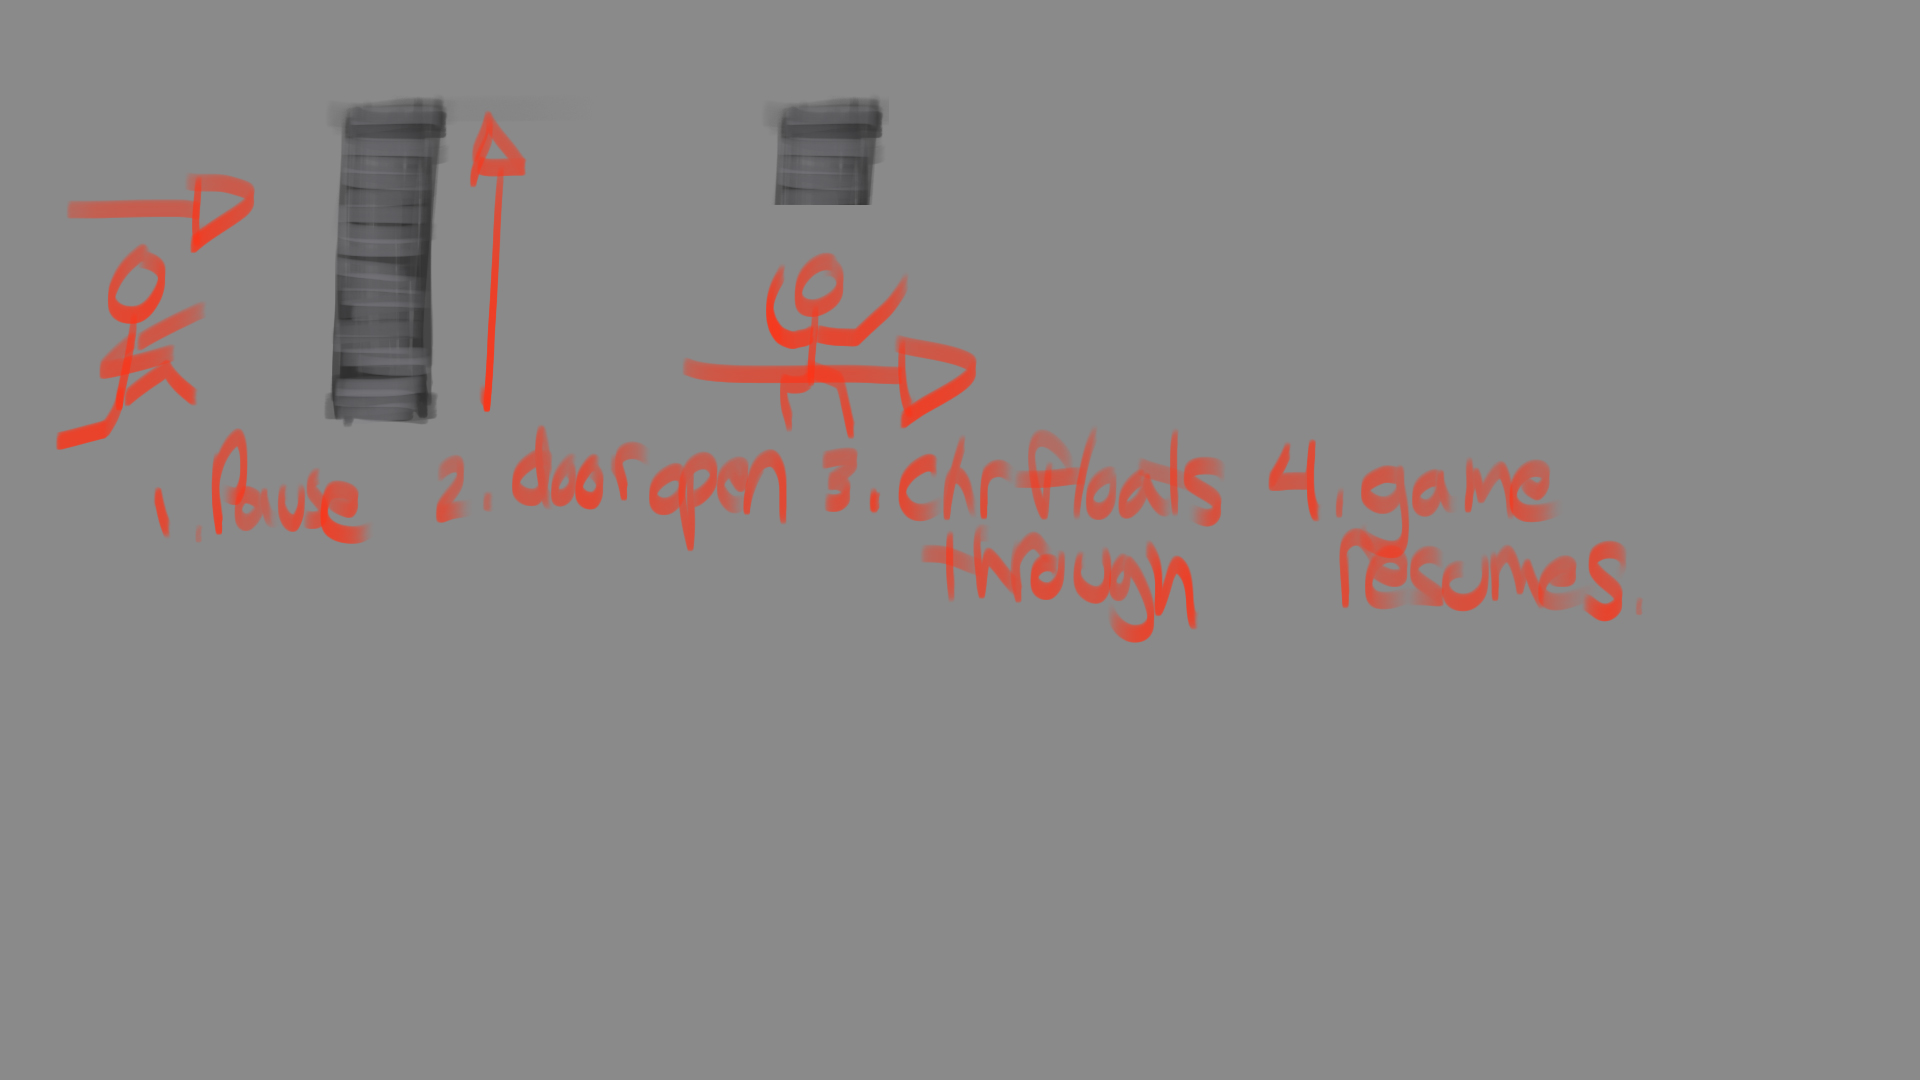 1. Pause 2. door open 3. chr floats 4. game
through resumes.